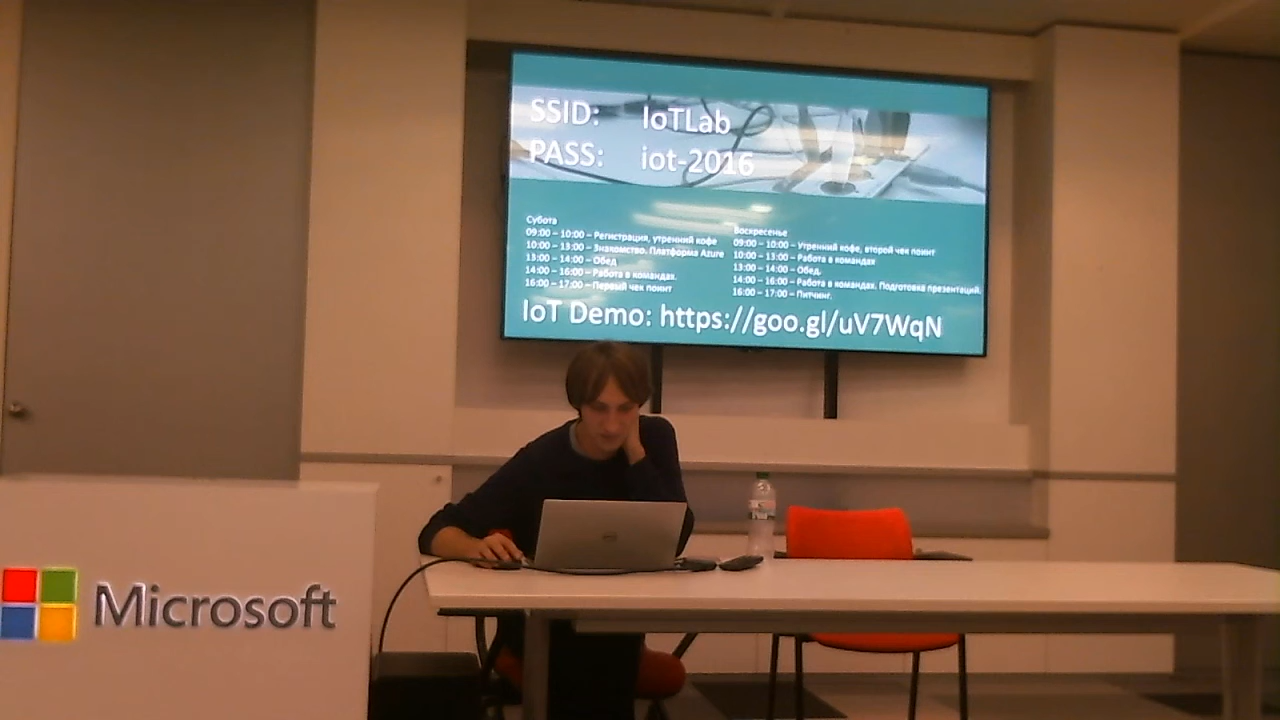 SSID: IoTLab
PASS: iot-2016
Субота
09:00 – 10:00 – Регистрация, утренний кофе
10:00 – 13:00 – Знакомство. Платформа Azure
13:00 – 14:00 – Обед
14:00 – 16:00 – Работа в командах.
16:00 – 17:00 – Первый чек поинт
Воскресенье
09:00 – 10:00 – Утренний кофе, второй чек поинт
10:00 – 13:00 – Работа в командах
13:00 – 14:00 – Обед.
14:00 – 16:00 – Работа в командах. Подготовка презентаций.
16:00 – 17:00 – Питчинг.
IoT Demo: https://goo.gl/uV7WqN
Microsoft